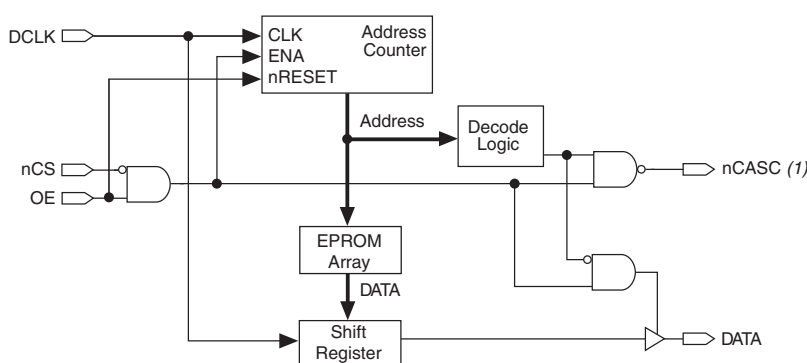 DCLK
CLK
Address
Counter
ENA
nRESET
Address
Decode
Logic
nCS
OE
nCASC (1)
EPROM
Array
DATA
Shift
Register
DATA